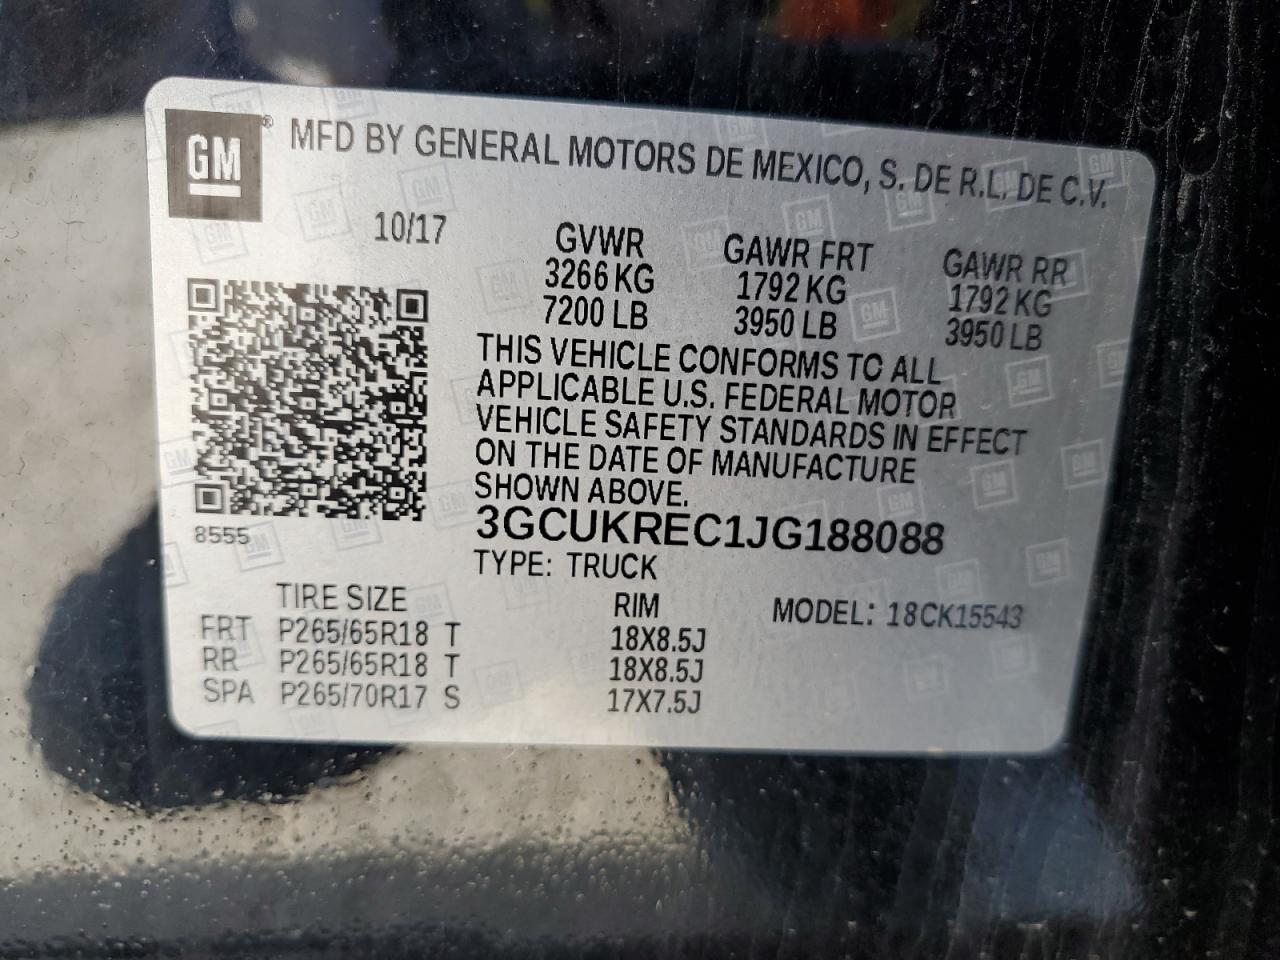 GM® MFD BY GENERAL MOTORS DE MEXICO, S. DE R.L. DE C.V.
10/17 GVWR GAWR FRT GAWR RR
3266 KG 1792 KG 1792 KG
7200 LB 3950 LB 3950 LB
THIS VEHICLE CONFORMS TO ALL
APPLICABLE U.S. FEDERAL MOTOR
VEHICLE SAFETY STANDARDS IN EFFECT
ON THE DATE OF MANUFACTURE
SHOWN ABOVE.
8555 3GCUKREC1JG188088
TYPE: TRUCK
TIRE SIZE RIM MODEL: 18CK15543
FRT P265/65R18 T 18X8.5J
RR P265/65R18 T 18X8.5J
SPA P265/70R17 S 17X7.5J